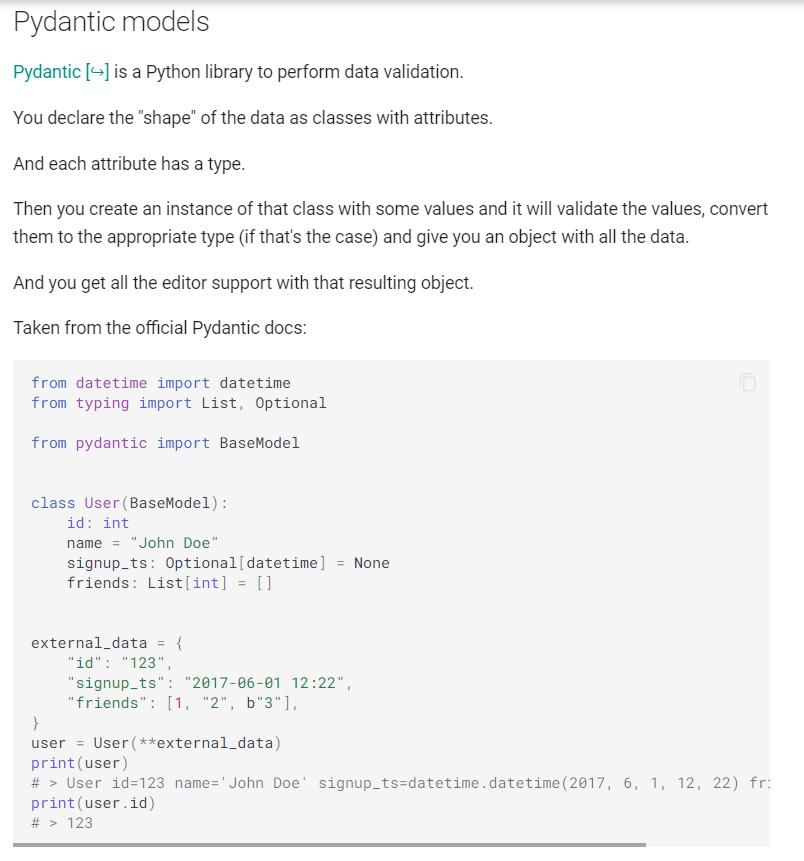 Pydantic models
Pydantic [↪] is a Python library to perform data validation.
You declare the "shape" of the data as classes with attributes.
And each attribute has a type.
Then you create an instance of that class with some values and it will validate the values, convert
them to the appropriate type (if that's the case) and give you an object with all the data.
And you get all the editor support with that resulting object.
Taken from the official Pydantic docs:
from datetime import datetime
from typing import List, Optional
from pydantic import BaseModel
class User(BaseModel):
    id: int
    name = "John Doe"
    signup_ts: Optional[datetime] = None
    friends: List[int] = []
external_data = {
    "id": "123",
    "signup_ts": "2017-06-01 12:22",
    "friends": [1, "2", b"3"],
}
user = User(**external_data)
print(user)
# > User id=123 name='John Doe' signup_ts=datetime.datetime(2017, 6, 1, 12, 22) fr
print(user.id)
# > 123